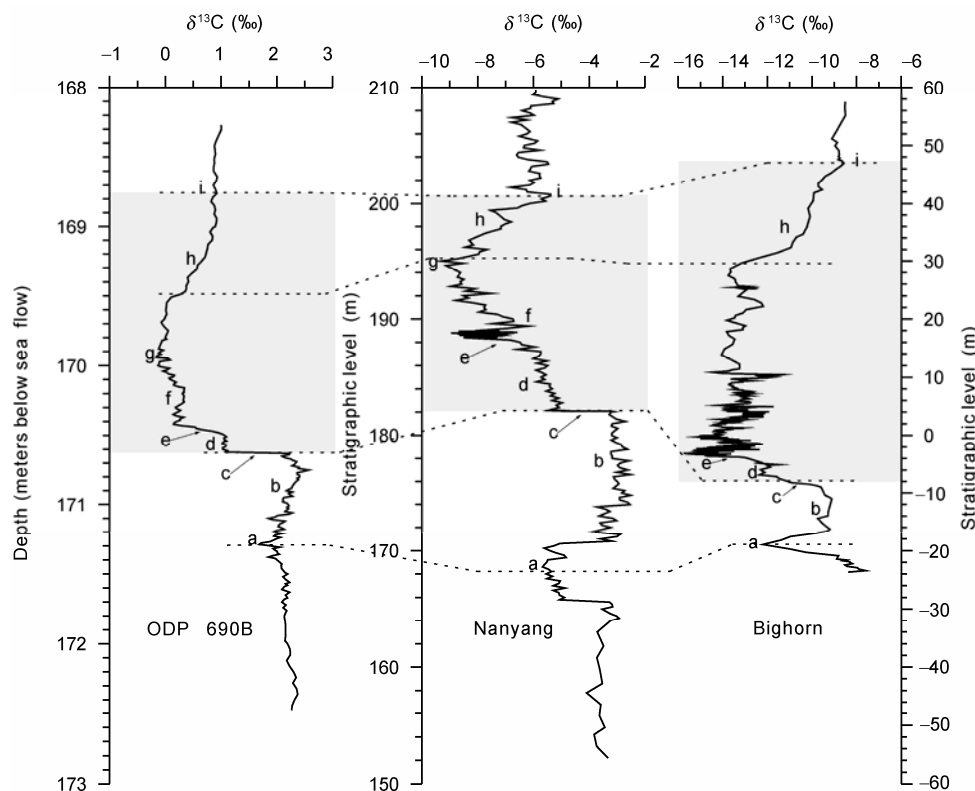 δ¹³C (‰)
δ¹³C (‰)
δ¹³C (‰)
−1 0 1 2 3
−10 −8 −6 −4 −2
−16 −14 −12 −10 −8 −6
Depth (meters below sea flow)
168
169
170
171
172
173
i
h
g
f
e
d
c
b
a
ODP 690B
Stratigraphic level (m)
210
200
190
180
170
160
150
i
h
g
f
e
d
c
b
a
Nanyang
i
h
e
d
c
b
a
Bighorn
60
50
40
30
20
10
0
−10
−20
−30
−40
−50
−60
Stratigraphic level (m)